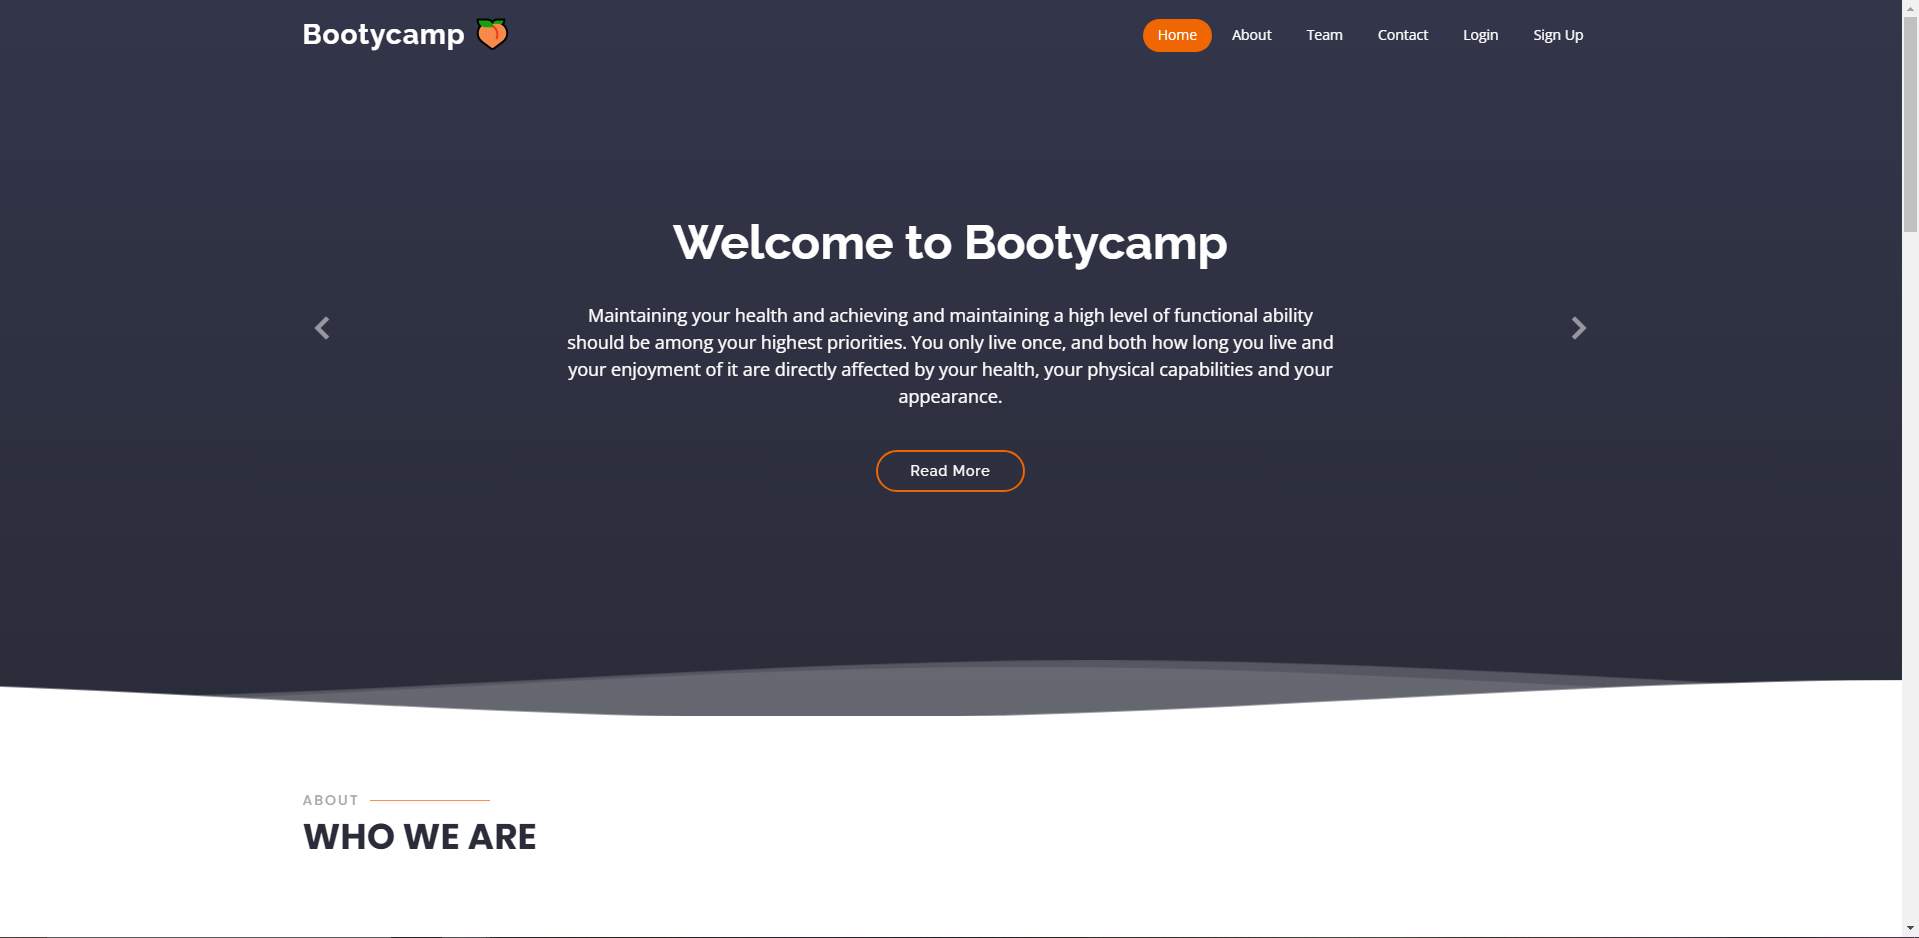 Bootycamp
Home
About
Team
Contact
Login
Sign Up
Welcome to Bootycamp
Maintaining your health and achieving and maintaining a high level of functional ability
should be among your highest priorities. You only live once, and both how long you live and
your enjoyment of it are directly affected by your health, your physical capabilities and your
appearance.
Read More
ABOUT
WHO WE ARE